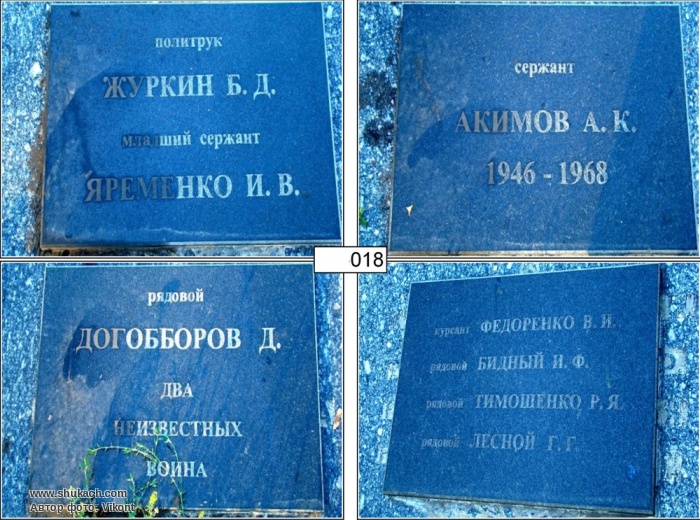 политрук
ЖУРКИН Б. Д.
младший сержант
ЯРЕМЕНКО И. В.
сержант
АКИМОВ А. К.
1946 - 1968
018
рядовой
ДОГОББОРОВ Д.
ДВА
НЕИЗВЕСТНЫХ
ВОИНА
курсант ФЕДОРЕНКО В. И.
рядовой БИДНЫЙ И. Ф.
рядовой ТИМОШЕНКО Р. Я.
рядовой ЛЕСНОЙ Г. Г.
www.shukach.com
Автор фото: Vikont